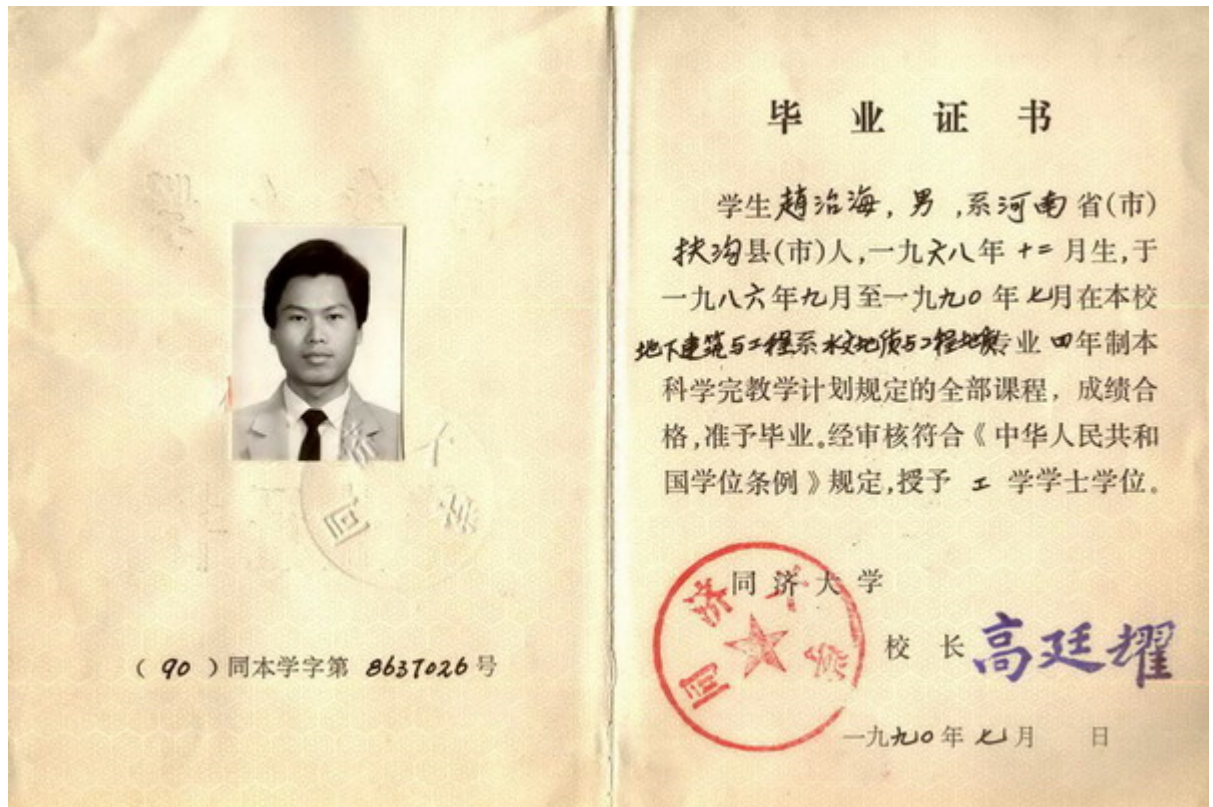 (90)同本学字第 8637026 号
毕业证书
学生趙治海,男,系河南省(市)
扶沟县(市)人,一九六八年十二月生,于
一九八六年九月至一九九0年七月在本校
地下建筑与工程系水文地质与工程地质专业四年制本
科学完教学计划规定的全部课程,成绩合
格,准予毕业。经审核符合《中华人民共和
国学位条例》规定,授予 工 学学士学位。
同济大学
同济大学
校长 高廷耀
一九九0年七月 日